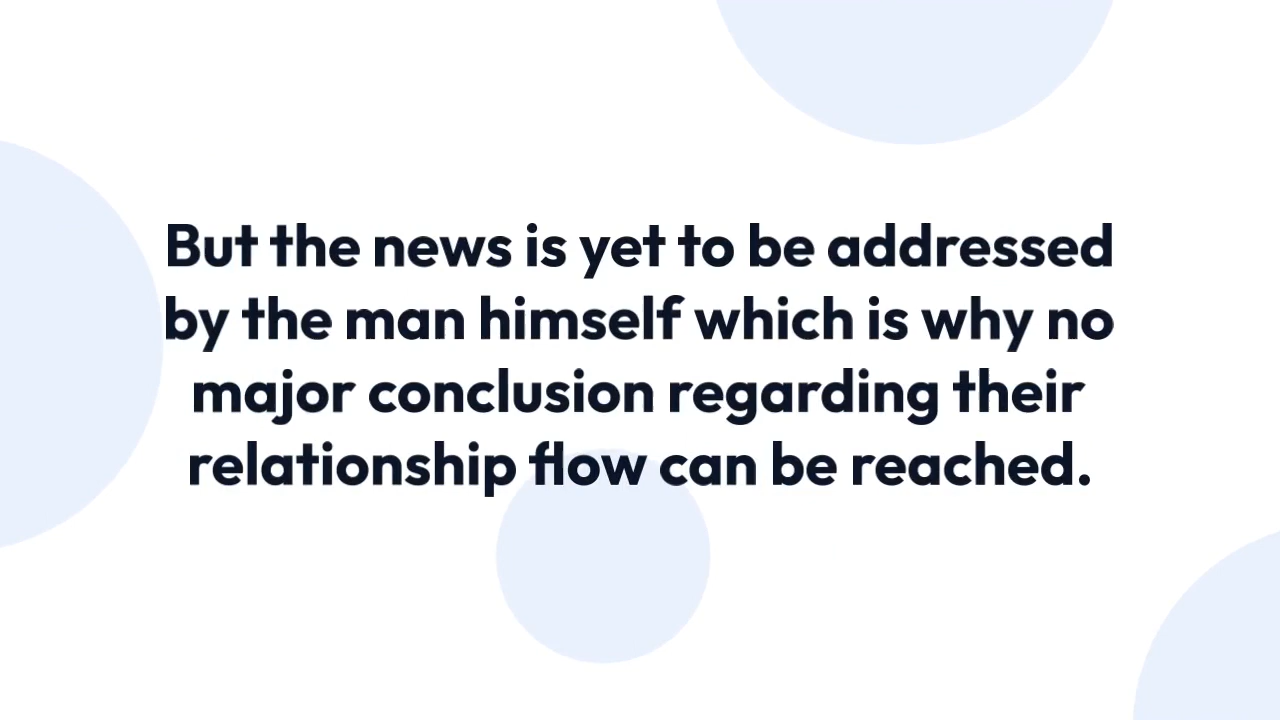 But the news is yet to be addressed
by the man himself which is why no
major conclusion regarding their
relationship flow can be reached.